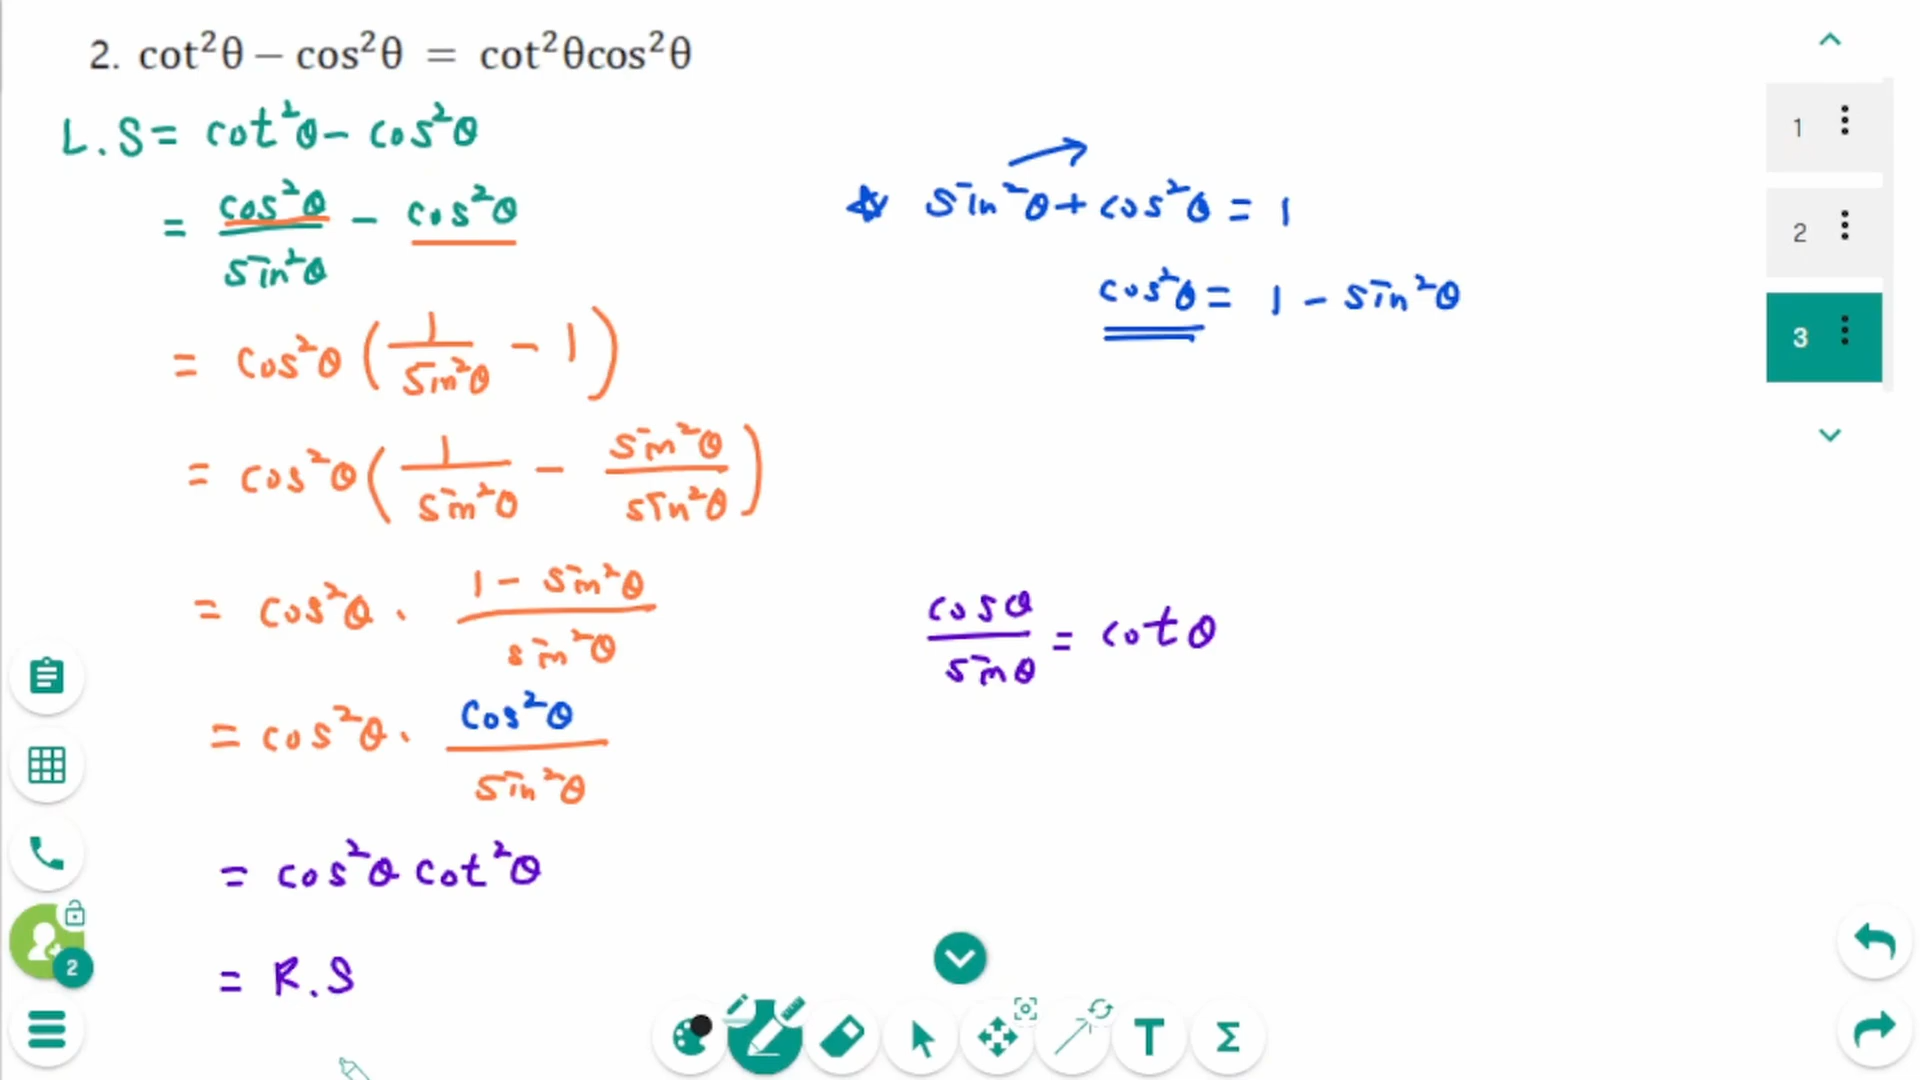 2. cot²θ − cos²θ = cot²θcos²θ
L.S = cot²θ − cos²θ
= cos²θ/sin²θ − cos²θ
= cos²θ (1/sin²θ − 1)
= cos²θ (1/sin²θ − sin²θ/sin²θ)
= cos²θ · (1 − sin²θ)/sin²θ
= cos²θ · cos²θ/sin²θ
= cos²θ cot²θ
= R.S
☆ sin²θ + cos²θ = 1
cos²θ = 1 − sin²θ
cosθ/sinθ = cotθ
1
2
3
2
T
Σ